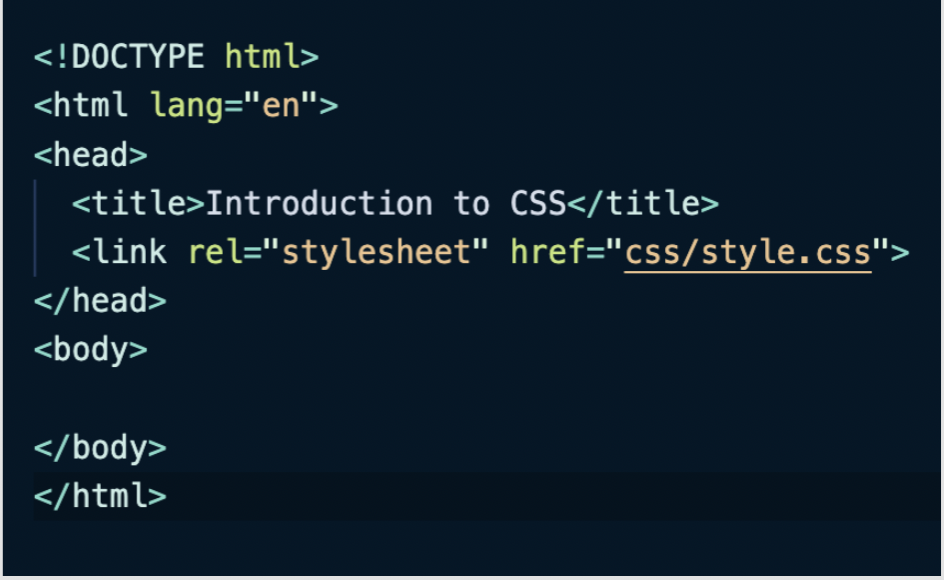 <!DOCTYPE html>
<html lang="en">
<head>
<title>Introduction to CSS</title>
<link rel="stylesheet" href="css/style.css">
</head>
<body>
</body>
</html>